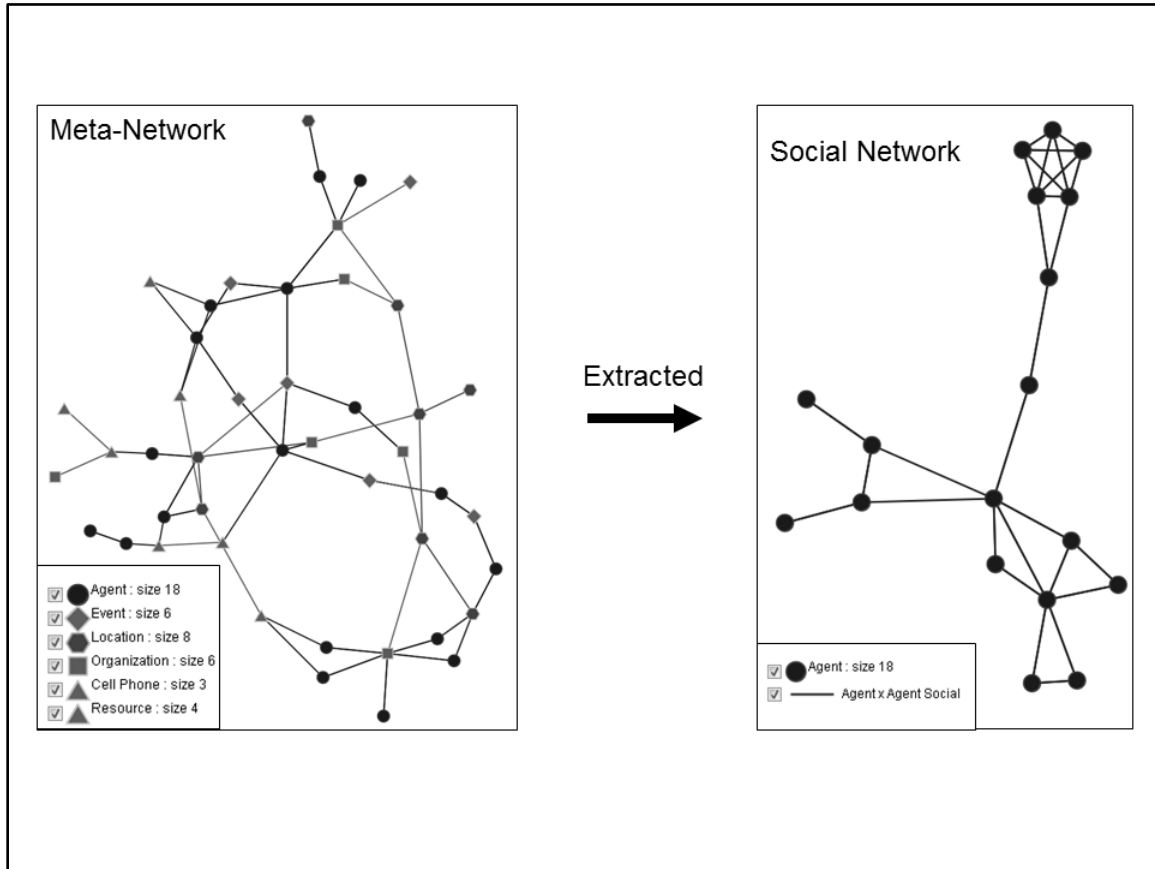 Meta-Network
Agent : size 18
Event : size 6
Location : size 8
Organization : size 6
Cell Phone : size 3
Resource : size 4
Extracted
Social Network
Agent : size 18
Agent x Agent Social